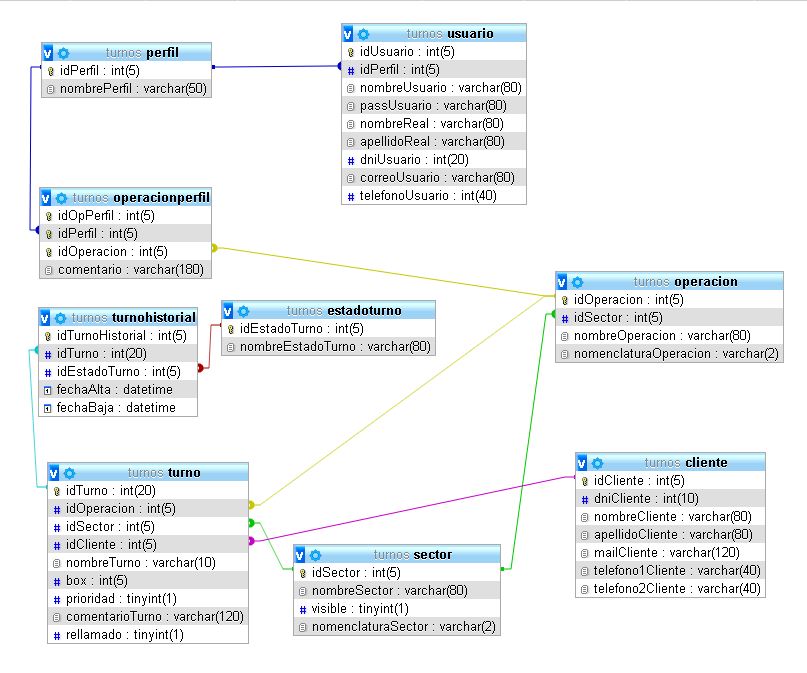 turnos perfil
idPerfil : int(5)
nombrePerfil : varchar(50)
turnos usuario
idUsuario : int(5)
idPerfil : int(5)
nombreUsuario : varchar(80)
passUsuario : varchar(80)
nombreReal : varchar(80)
apellidoReal : varchar(80)
dniUsuario : int(20)
correoUsuario : varchar(80)
telefonoUsuario : int(40)
turnos operacionperfil
idOpPerfil : int(5)
idPerfil : int(5)
idOperacion : int(5)
comentario : varchar(180)
turnos operacion
idOperacion : int(5)
idSector : int(5)
nombreOperacion : varchar(80)
nomenclaturaOperacion : varchar(2)
turnos turnohistorial
idTurnoHistorial : int(5)
idTurno : int(20)
idEstadoTurno : int(5)
fechaAlta : datetime
fechaBaja : datetime
turnos estadoturno
idEstadoTurno : int(5)
nombreEstadoTurno : varchar(80)
turnos turno
idTurno : int(20)
idOperacion : int(5)
idSector : int(5)
idCliente : int(5)
nombreTurno : varchar(10)
box : int(5)
prioridad : tinyint(1)
comentarioTurno : varchar(120)
rellamado : tinyint(1)
turnos sector
idSector : int(5)
nombreSector : varchar(80)
visible : tinyint(1)
nomenclaturaSector : varchar(2)
turnos cliente
idCliente : int(5)
dniCliente : int(10)
nombreCliente : varchar(80)
apellidoCliente : varchar(80)
mailCliente : varchar(120)
telefono1Cliente : varchar(40)
telefono2Cliente : varchar(40)